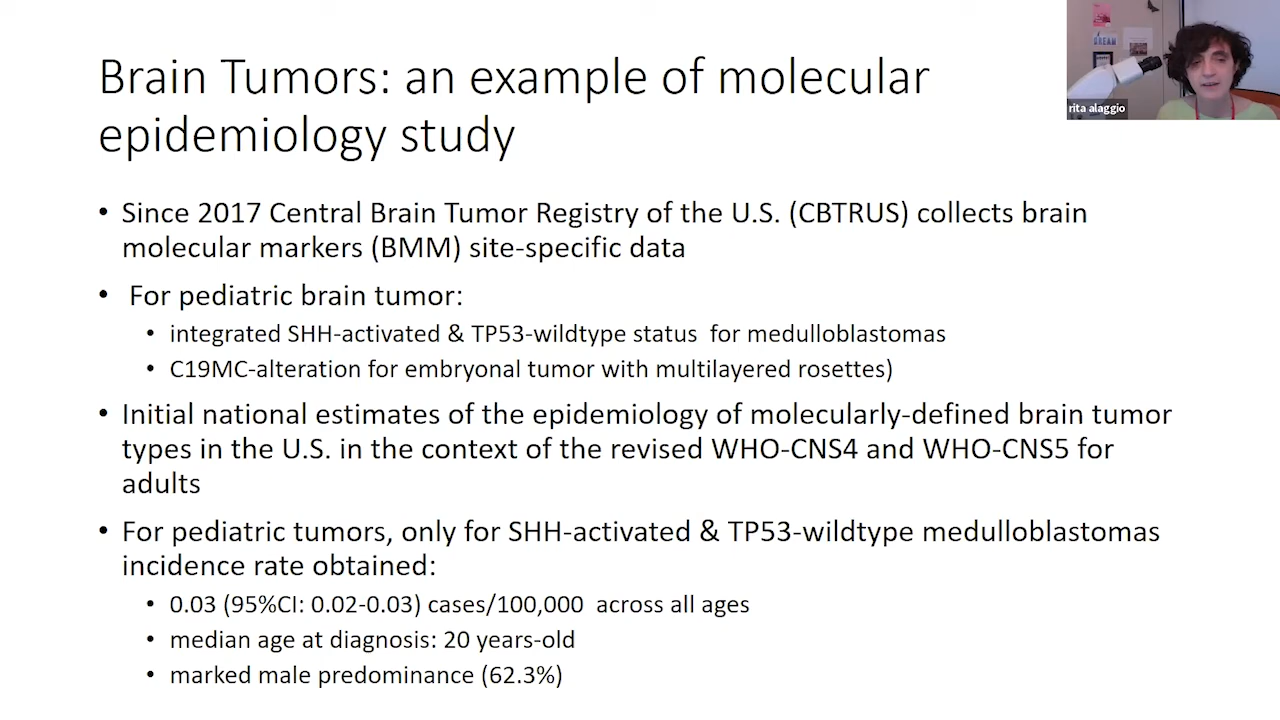 Brain Tumors: an example of molecular
epidemiology study
DREAM
rita alaggio
• Since 2017 Central Brain Tumor Registry of the U.S. (CBTRUS) collects brain
molecular markers (BMM) site-specific data
• For pediatric brain tumor:
• integrated SHH-activated & TP53-wildtype status for medulloblastomas
• C19MC-alteration for embryonal tumor with multilayered rosettes)
• Initial national estimates of the epidemiology of molecularly-defined brain tumor
types in the U.S. in the context of the revised WHO-CNS4 and WHO-CNS5 for
adults
• For pediatric tumors, only for SHH-activated & TP53-wildtype medulloblastomas
incidence rate obtained:
• 0.03 (95%CI: 0.02-0.03) cases/100,000 across all ages
• median age at diagnosis: 20 years-old
• marked male predominance (62.3%)